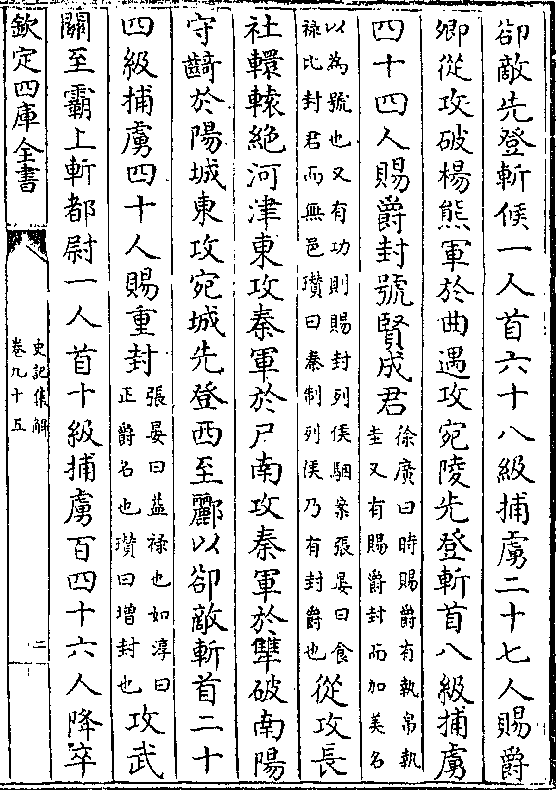 卻敵先登斬候一人首六十八級捕虜二十七人賜爵
卿從攻破楊熊軍於曲遇攻宛陵先登斬首八級捕虜
四十四人賜爵封號賢成君徐廣曰時賜爵有執帛執圭又有賜爵封而加美名
以為號也又有功則賜封列侯駰案張晏曰食祿比封君而無邑瓚曰秦制列侯乃有封爵也從攻長
社轘轅絶河津東攻秦軍於尸南攻秦軍於犨破南陽
守齮於陽城東攻宛城先登西至酈以卻敵斬首二十
四級捕虜四十人賜重封張晏曰益祿也如淳曰正爵名也瓚曰增封也攻武
關至霸上斬都尉一人首十級捕虜百四十六人降卒
欽定四庫全書
史記集解
卷九十五
二